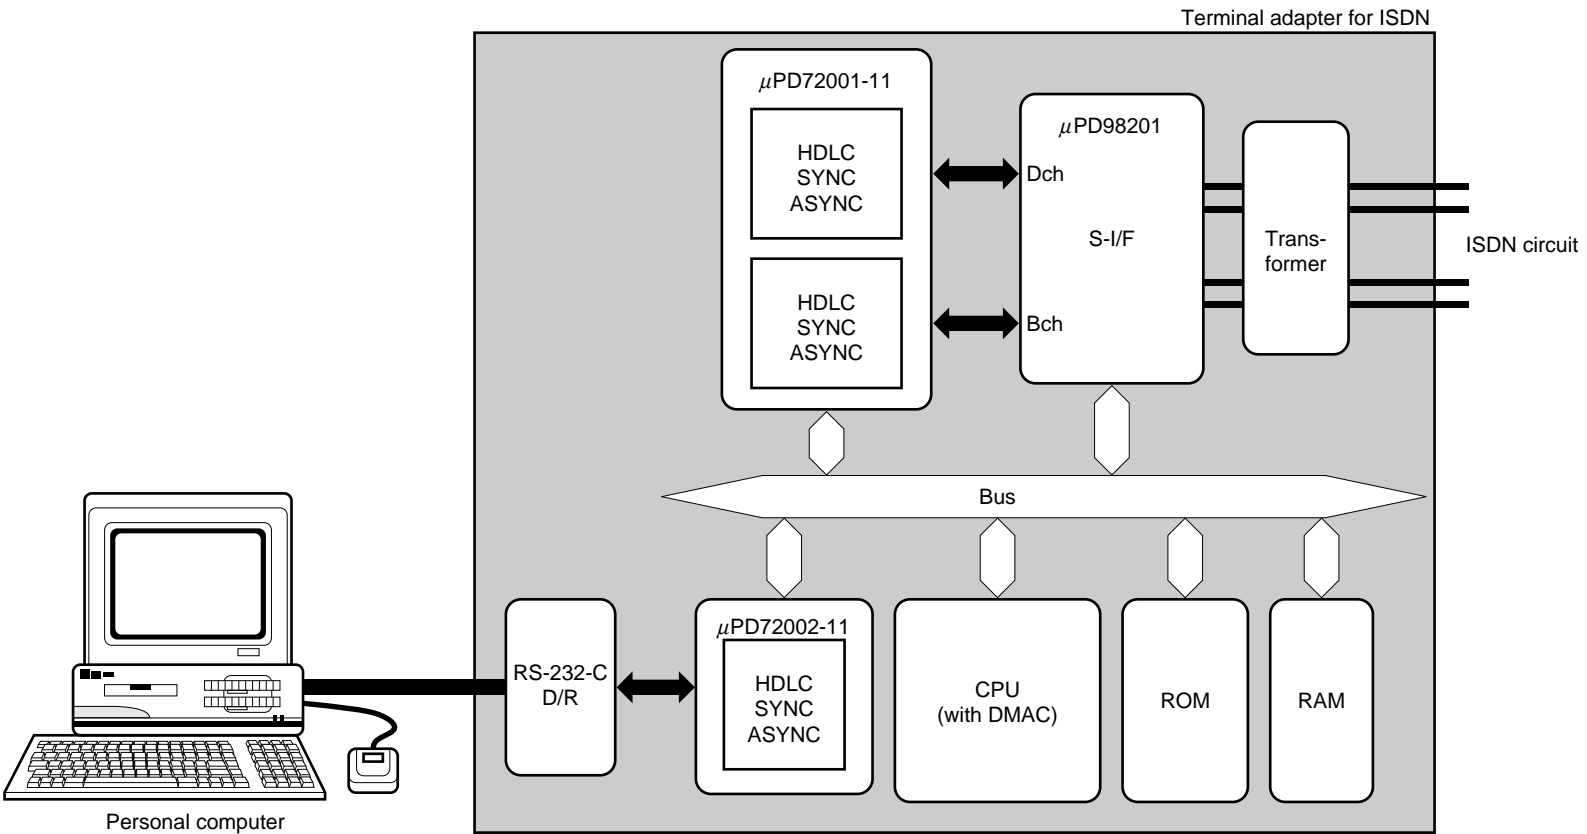 Terminal adapter for ISDN
μPD72001-11
HDLC
SYNC
ASYNC
HDLC
SYNC
ASYNC
μPD98201
Dch
S-I/F
Bch
Trans-
former
ISDN circuit
Bus
RS-232-C
D/R
μPD72002-11
HDLC
SYNC
ASYNC
CPU
(with DMAC)
ROM
RAM
Personal computer